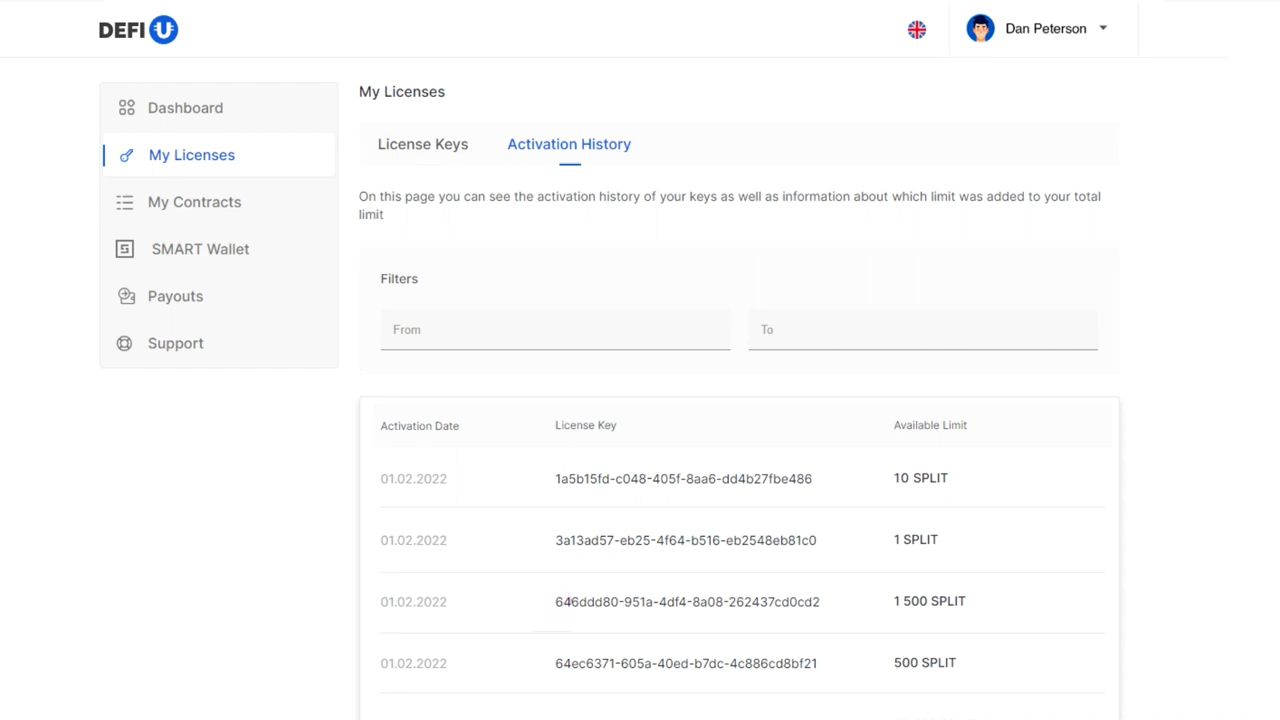 DEFI U
Dan Peterson
Dashboard
My Licenses
My Contracts
SMART Wallet
Payouts
Support
My Licenses
License Keys Activation History
On this page you can see the activation history of your keys as well as information about which limit was added to your total
limit
Filters
From To
Activation Date License Key Available Limit
01.02.2022 1a5b15fd-c048-405f-8aa6-dd4b27fbe486 10 SPLIT
01.02.2022 3a13ad57-eb25-4f64-b516-eb2548eb81c0 1 SPLIT
01.02.2022 646ddd80-951a-4df4-8a08-262437cd0cd2 1 500 SPLIT
01.02.2022 64ec6371-605a-40ed-b7dc-4c886cd8bf21 500 SPLIT